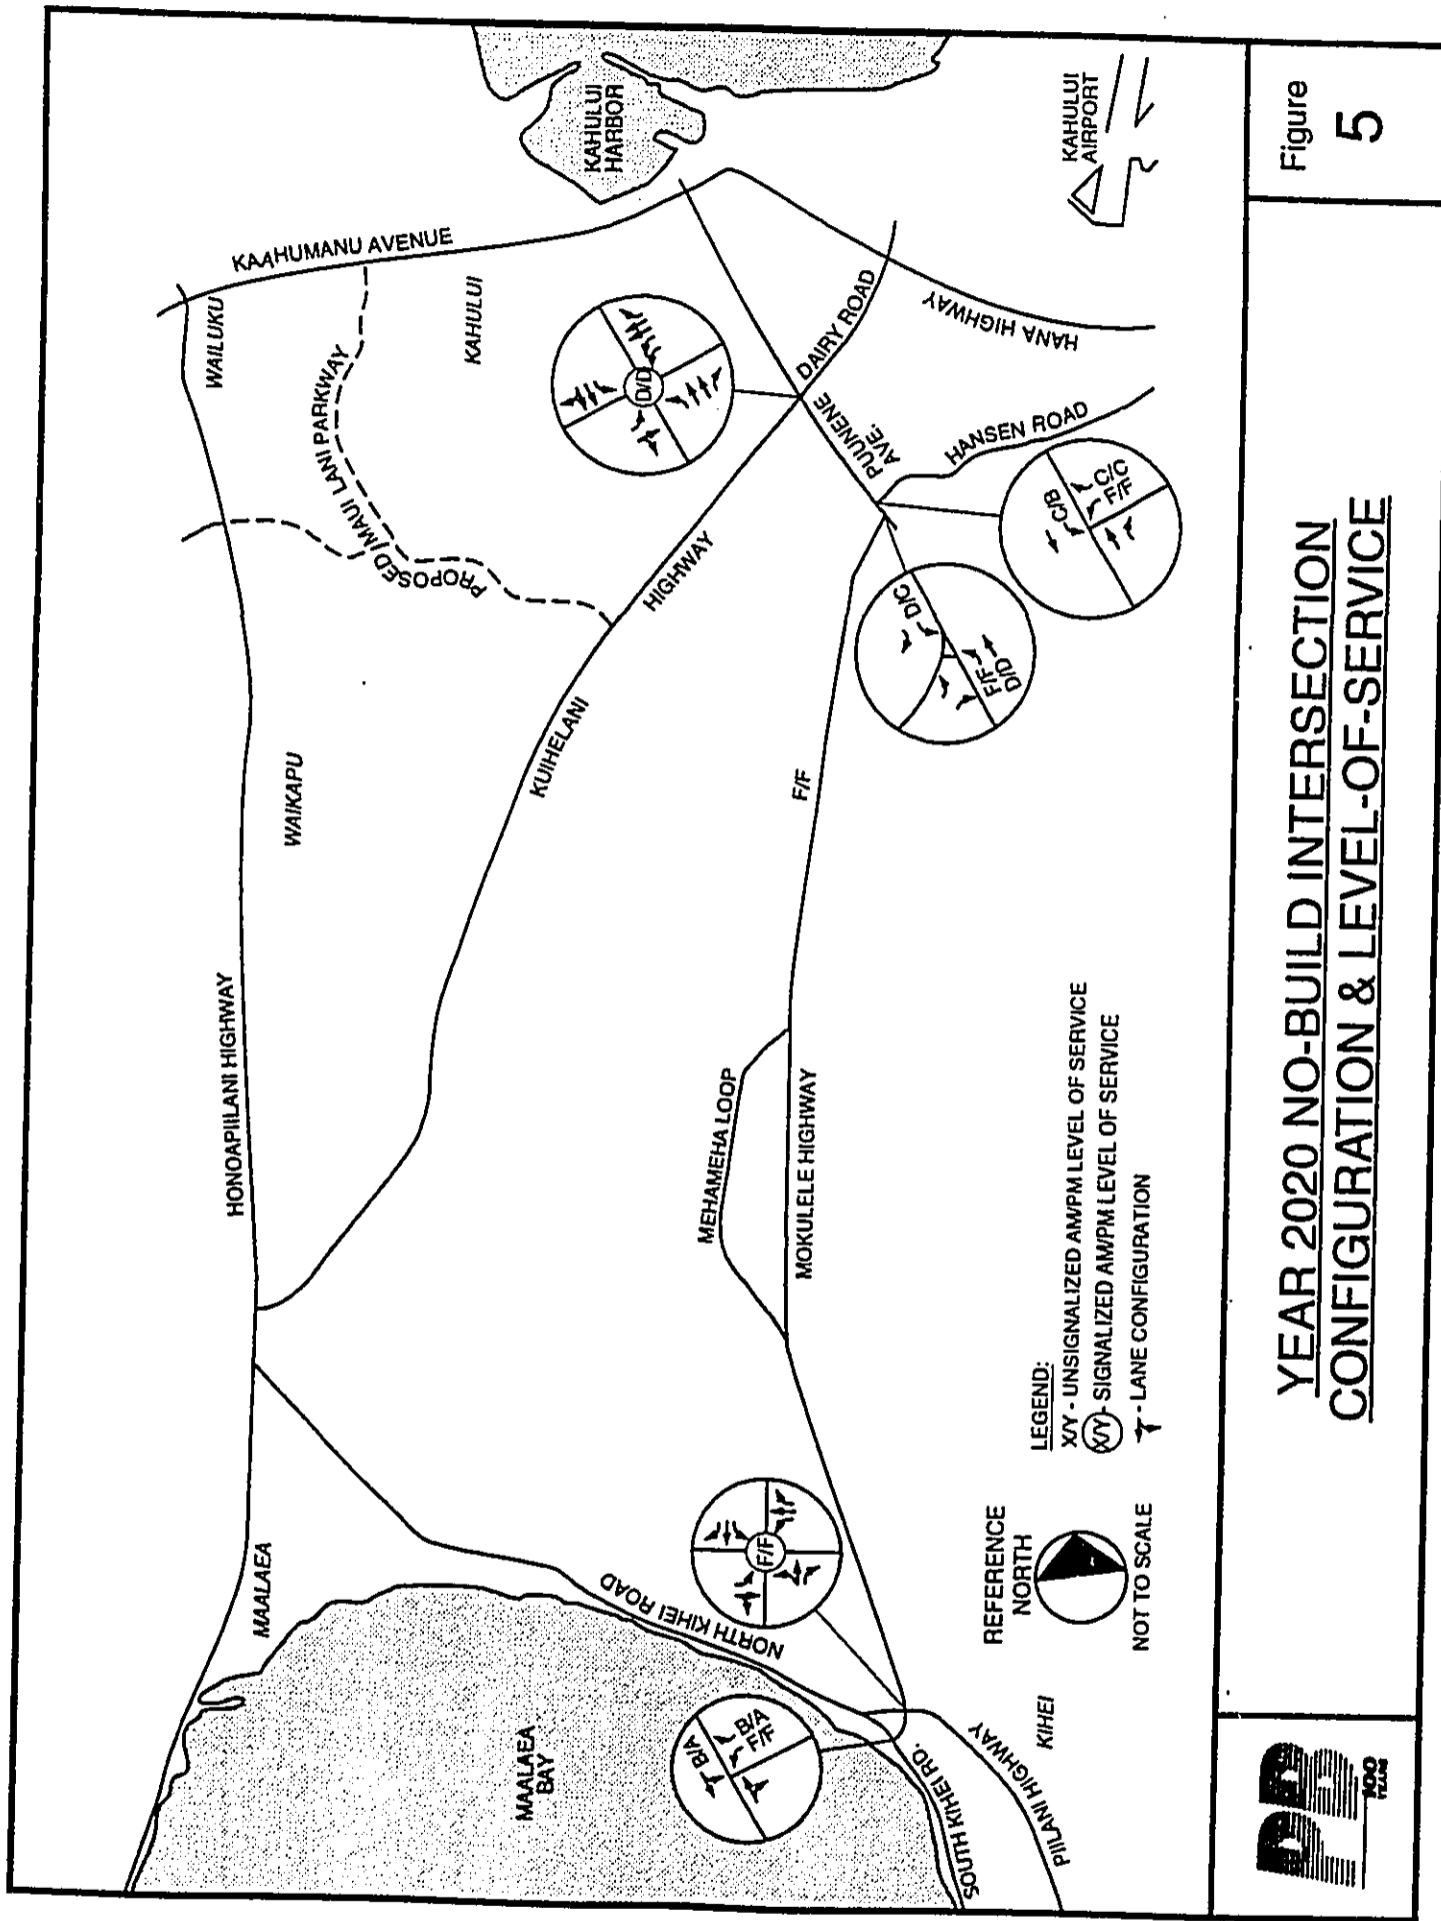 KAHULUI
HARBOR
KAHULUI
AIRPORT
KAAHUMANU AVENUE
WAILUKU
KAHULUI
PROPOSED MAUI LANI PARKWAY
D/D
DAIRY ROAD
HANA HIGHWAY
PUUNENE
AVE.
HANSEN ROAD
C/B
C/C
F/F
D/C
F/F
D/D
KUIHELANI
HIGHWAY
WAIKAPU
F/F
HONOAPIILANI HIGHWAY
MEHAMEHA LOOP
MOKULELE HIGHWAY
MAALAEA
NORTH KIHEI ROAD
F/F
MAALAEA
BAY
B/A
B/A
F/F
SOUTH KIHEI RD.
PIILANI HIGHWAY
KIHEI
REFERENCE
NORTH
NOT TO SCALE
LEGEND:
X/Y - UNSIGNALIZED AM/PM LEVEL OF SERVICE
X/Y - SIGNALIZED AM/PM LEVEL OF SERVICE
- LANE CONFIGURATION
PB
100
YEARS
YEAR 2020 NO-BUILD INTERSECTION
CONFIGURATION & LEVEL-OF-SERVICE
Figure
5